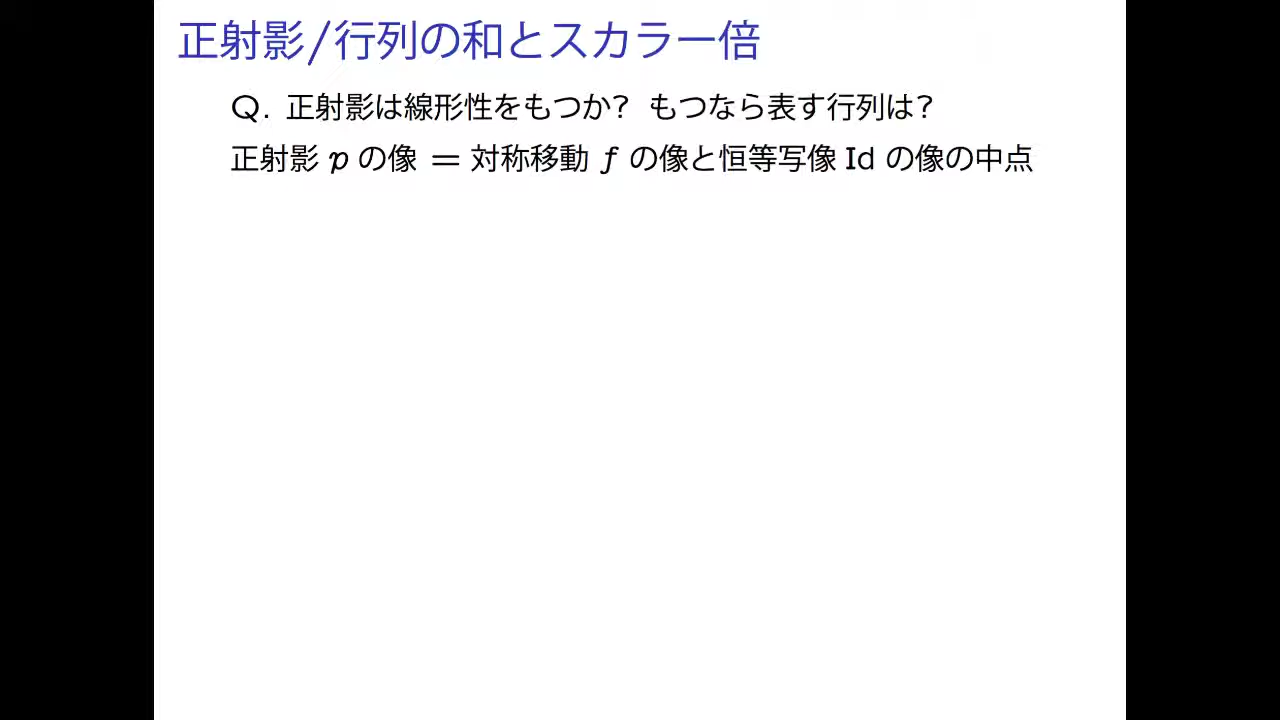 正射影/行列の和とスカラー倍
Q. 正射影は線形性をもつか? もつなら表す行列は?
正射影 p の像 = 対称移動 f の像と恒等写像 Id の像の中点